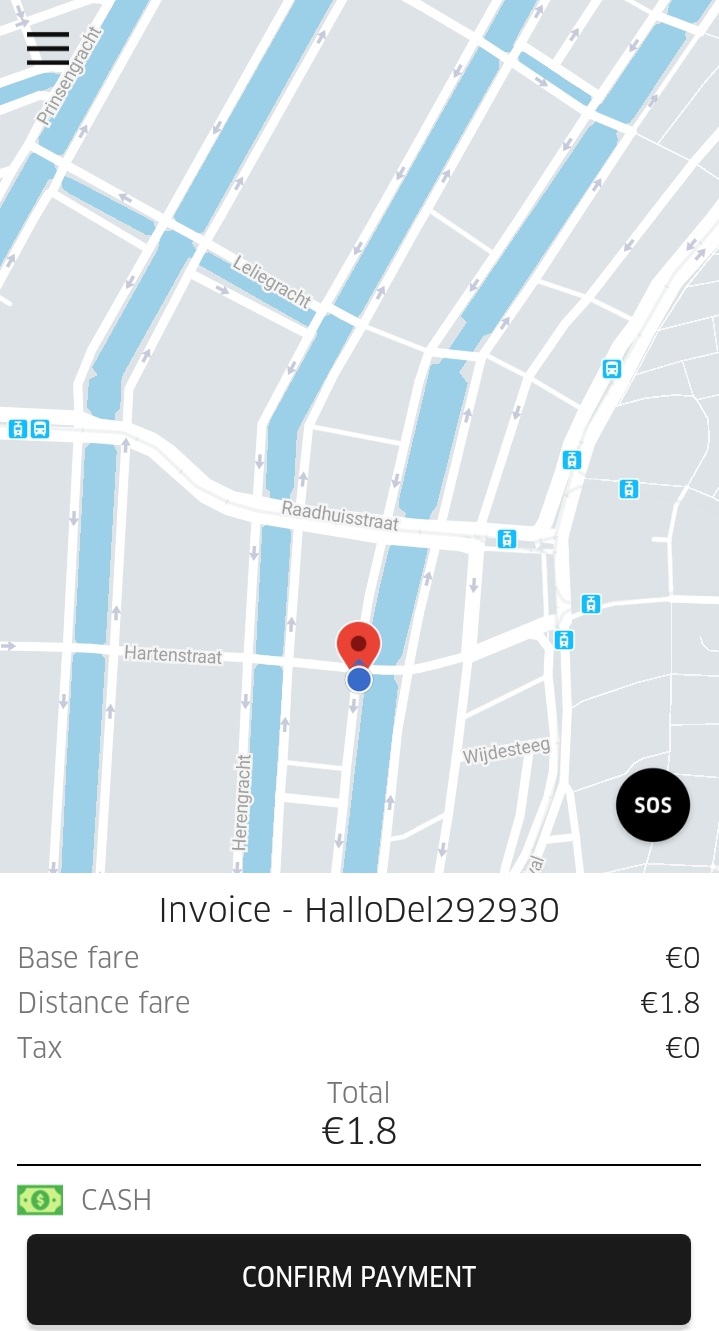 Prinsengracht
Leliegracht
Raadhuisstraat
Hartenstraat
Wijdesteeg
Herengracht
SOS
val
Invoice - HalloDel292930
Base fare €0
Distance fare €1.8
Tax €0
Total
€1.8
CASH
CONFIRM PAYMENT